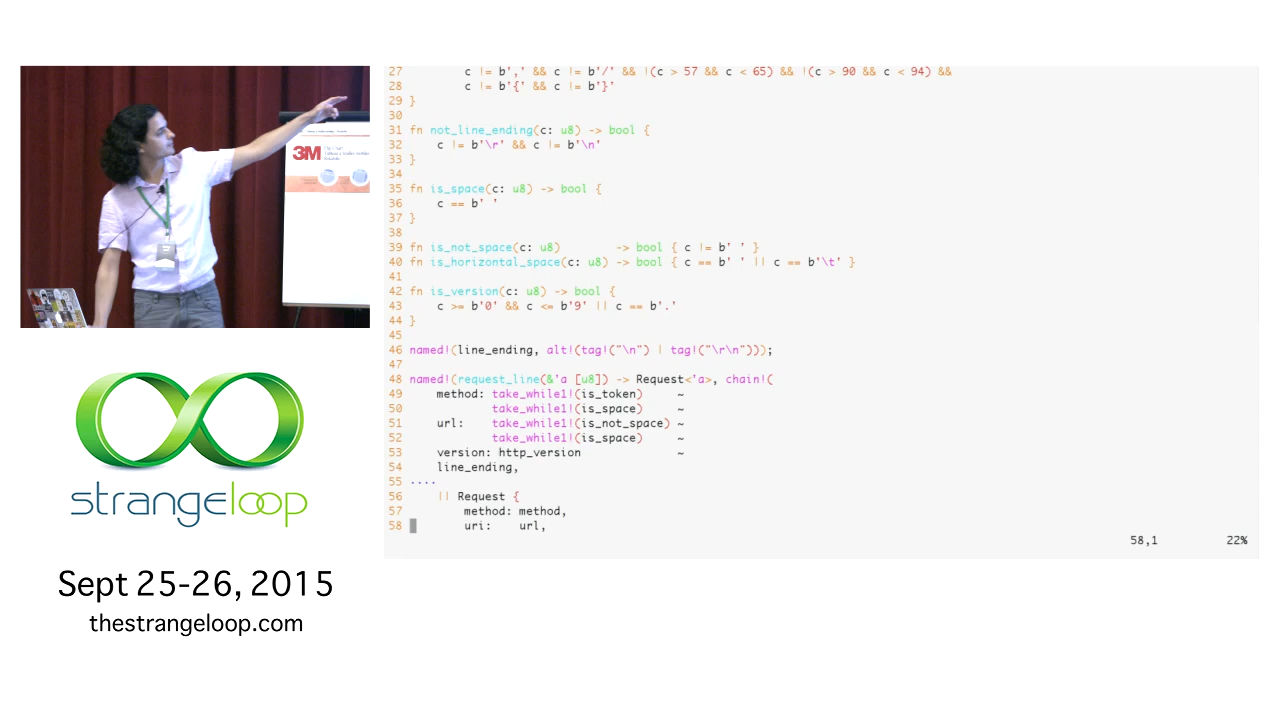 3M
strangeloop
Sept 25-26, 2015
thestrangeloop.com
27         c != b',' && c != b'/' && !(c > 57 && c < 65) && !(c > 90 && c < 94) &&
28         c != b'{' && c != b'}'
29 }
30
31 fn not_line_ending(c: u8) -> bool {
32     c != b'\r' && c != b'\n'
33 }
34
35 fn is_space(c: u8) -> bool {
36     c == b' '
37 }
38
39 fn is_not_space(c: u8)        -> bool { c != b' ' }
40 fn is_horizontal_space(c: u8) -> bool { c == b' ' || c == b'\t' }
41
42 fn is_version(c: u8) -> bool {
43     c >= b'0' && c <= b'9' || c == b'.'
44 }
45
46 named!(line_ending, alt!(tag!("\n") | tag!("\r\n")));
47
48 named!(request_line(&'a [u8]) -> Request<'a>, chain!(
49     method: take_while1!(is_token)     ~
50             take_while1!(is_space)     ~
51     url:    take_while1!(is_not_space) ~
52             take_while1!(is_space)     ~
53     version: http_version              ~
54     line_ending,
55 ....
56     || Request {
57         method: method,
58         uri:    url,
58,1          22%